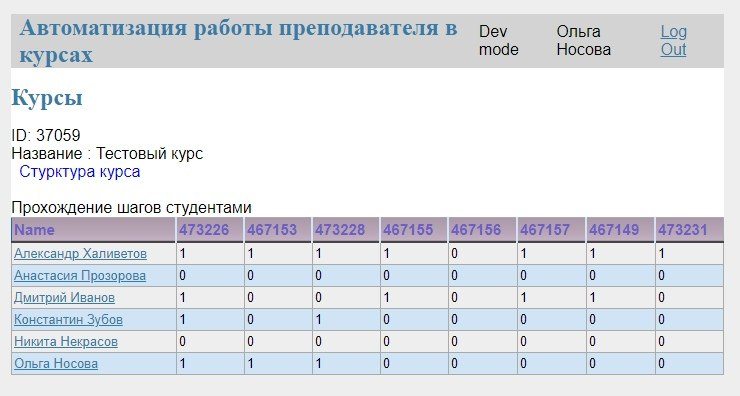 Автоматизация работы преподавателя в курсах
Dev mode
Ольга Носова
Log Out
Курсы
ID: 37059
Название : Тестовый курс
Стурктура курса
Прохождение шагов студентами
Name 473226 467153 473228 467155 467156 467157 467149 473231
Александр Халиветов 1 1 1 1 0 1 1 1
Анастасия Прозорова 0 0 0 0 0 0 0 0
Дмитрий Иванов 1 0 0 1 0 1 1 0
Константин Зубов 1 0 1 0 0 0 0 0
Никита Некрасов 0 0 0 0 0 0 0 0
Ольга Носова 1 1 1 0 0 0 0 0